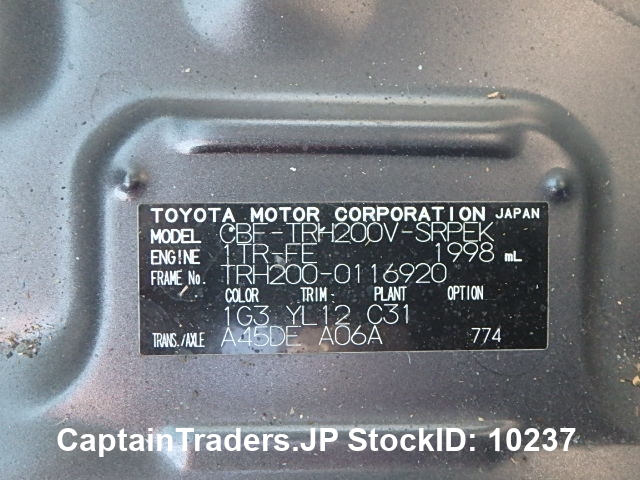 TOYOTA MOTOR CORPORATION JAPAN
MODEL CBF-TRH200V-SRPEK
ENGINE 1TR-FE 1998 mL
FRAME No. TRH200-0116920
COLOR TRIM PLANT OPTION
1G3 YL12 C31
TRANS./AXLE A45DE A06A 774
CaptainTraders.JP StockID: 10237